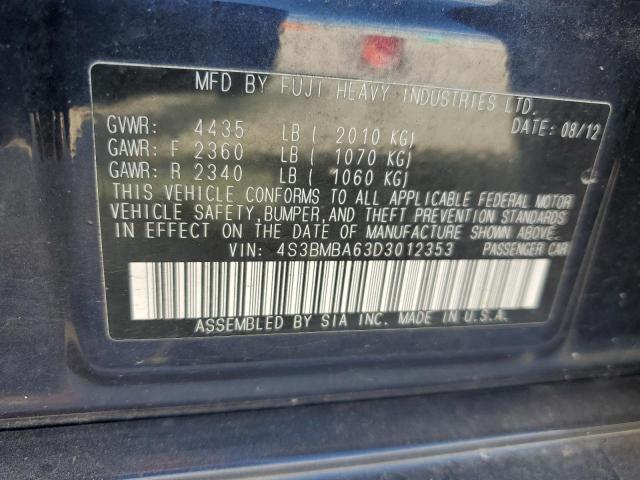 MFD BY FUJI HEAVY INDUSTRIES LTD.
DATE: 08/12
GVWR: 4435 LB ( 2010 KG)
GAWR: F 2360 LB ( 1070 KG)
GAWR: R 2340 LB ( 1060 KG)
THIS VEHICLE CONFORMS TO ALL APPLICABLE FEDERAL MOTOR
VEHICLE SAFETY, BUMPER, AND THEFT PREVENTION STANDARDS
IN EFFECT ON THE DATE OF MANUFACTURE SHOWN ABOVE.
VIN: 4S3BMBA63D3012353 PASSENGER CAR
ASSEMBLED BY SIA INC. MADE IN U.S.A.